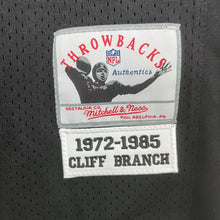 THROWBACKS
NFL
Authentics
NOSTALGIA CO.
Mitchell & Ness
PHILADELPHIA, PA
1972-1985
CLIFF BRANCH